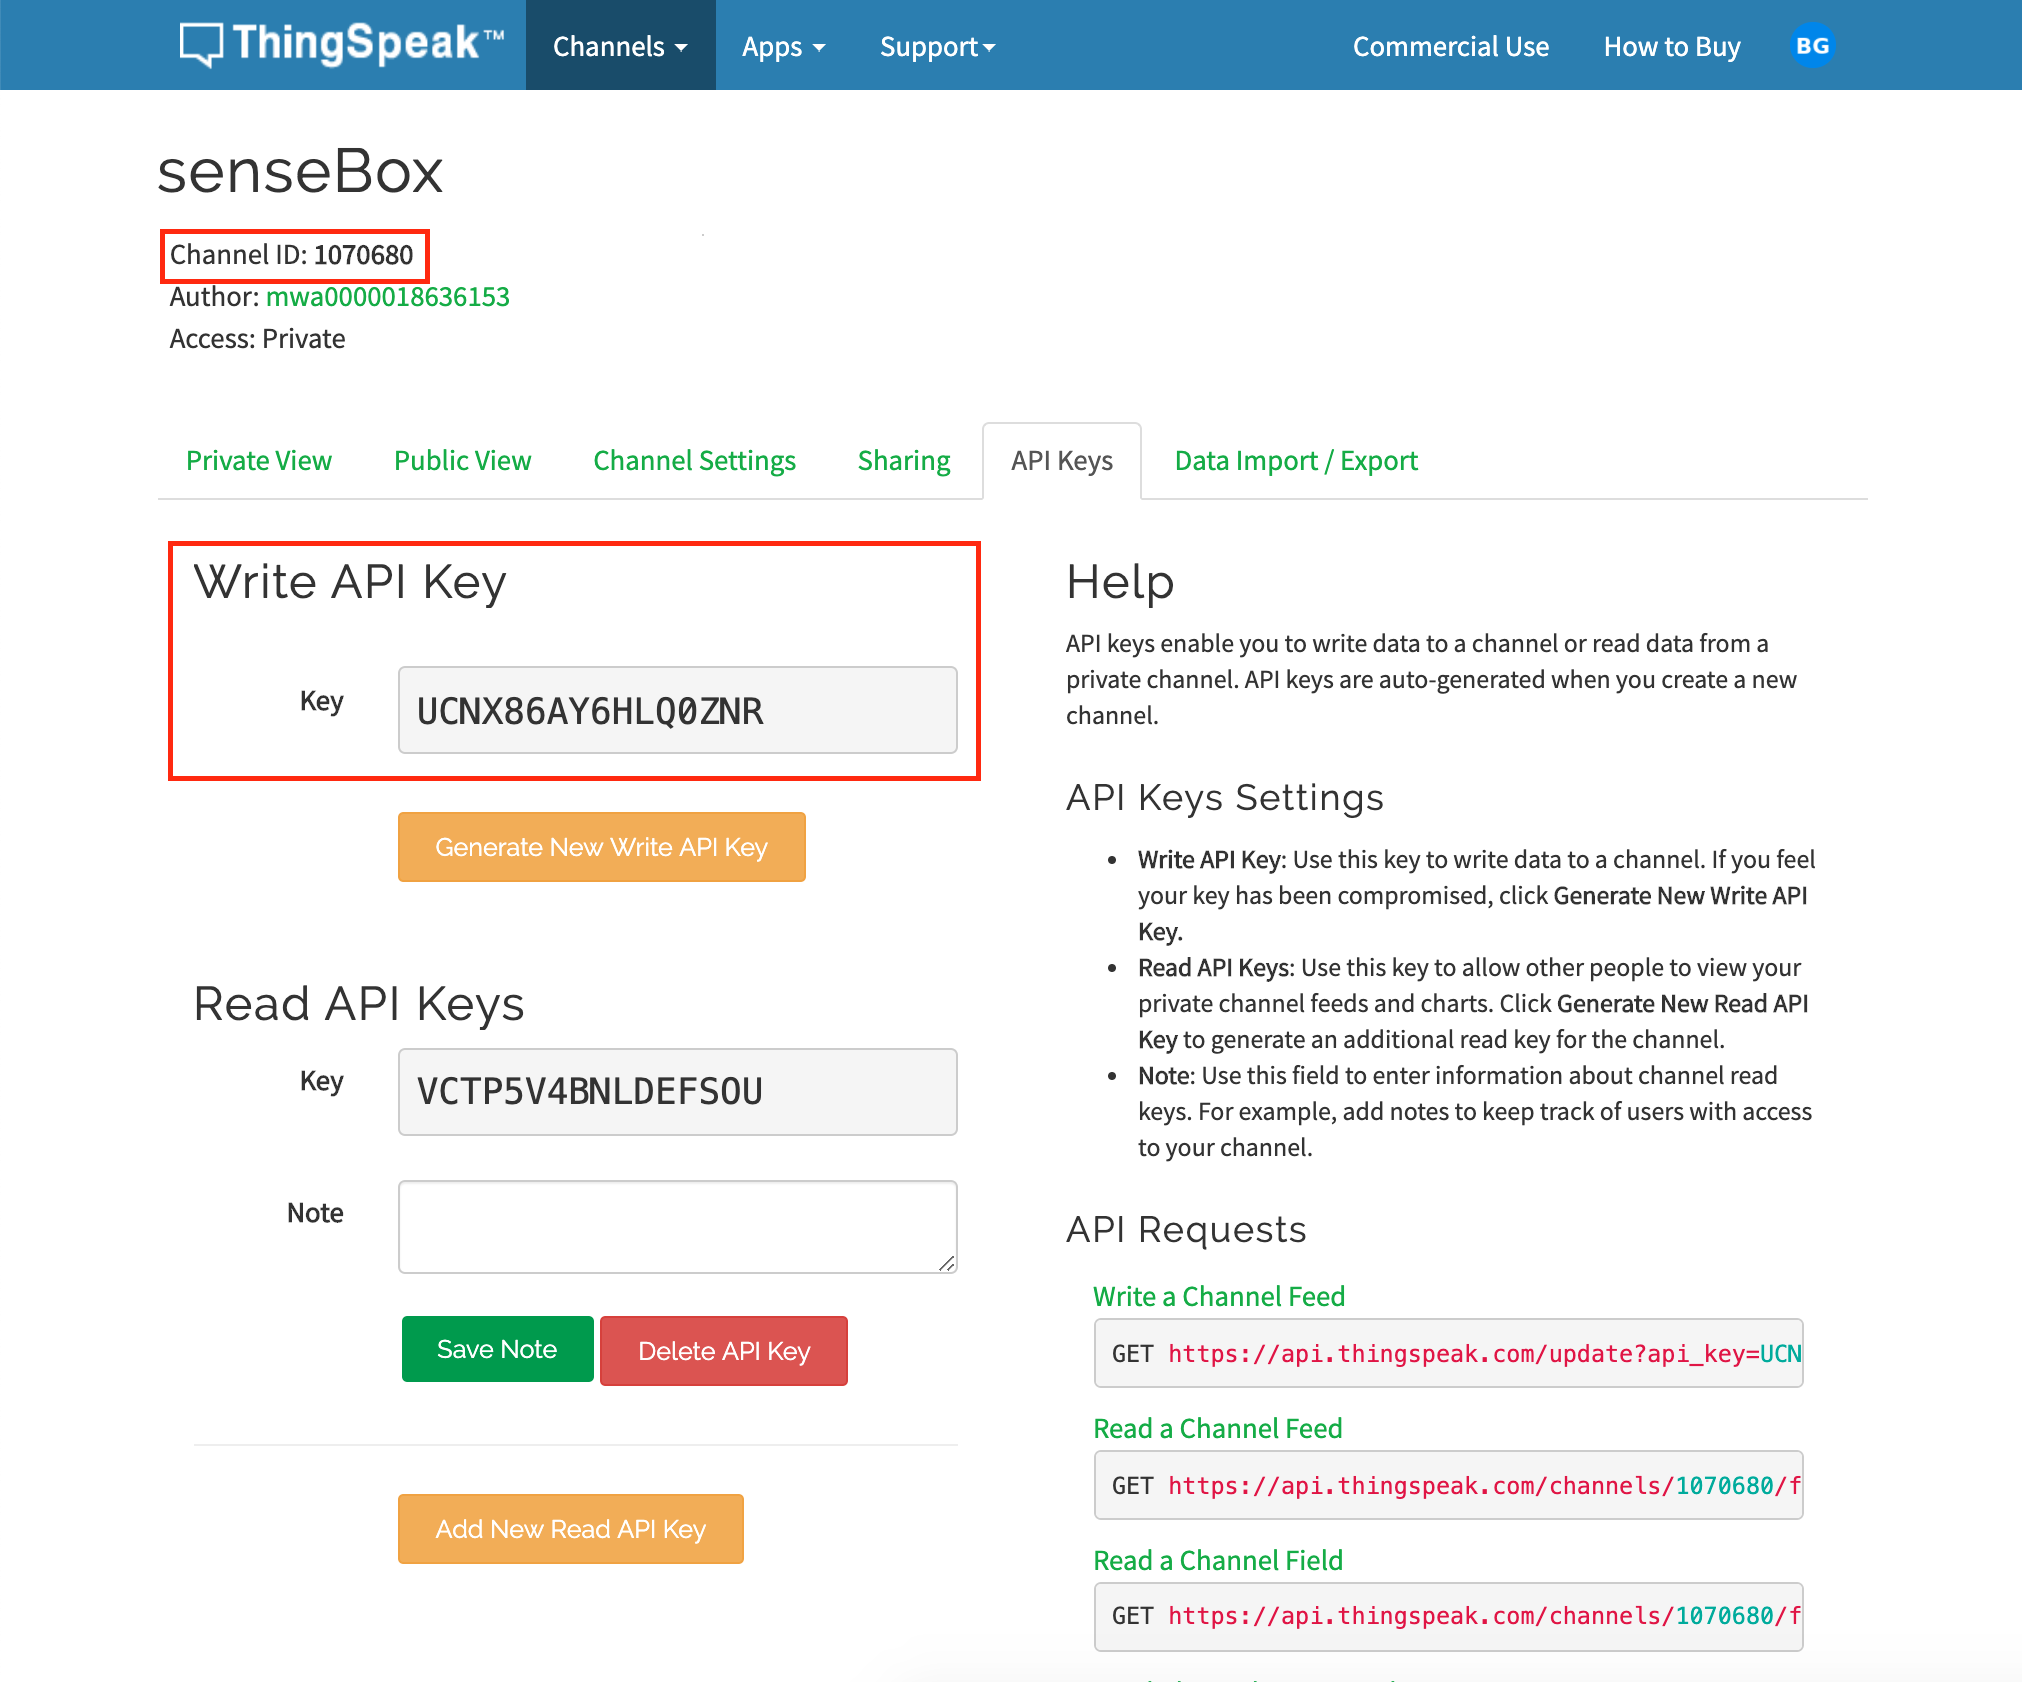 ThingSpeak™ Channels Apps Support Commercial Use How to Buy BG
senseBox
Channel ID: 1070680
Author: mwa0000018636153
Access: Private
Private View Public View Channel Settings Sharing API Keys Data Import / Export
Write API Key
Key UCNX86AY6HLQ0ZNR
Generate New Write API Key
Read API Keys
Key VCTP5V4BNLDEFSOU
Note
Save Note Delete API Key
Add New Read API Key
Help
API keys enable you to write data to a channel or read data from a
private channel. API keys are auto-generated when you create a new
channel.
API Keys Settings
• Write API Key: Use this key to write data to a channel. If you feel
your key has been compromised, click Generate New Write API
Key.
• Read API Keys: Use this key to allow other people to view your
private channel feeds and charts. Click Generate New Read API
Key to generate an additional read key for the channel.
• Note: Use this field to enter information about channel read
keys. For example, add notes to keep track of users with access
to your channel.
API Requests
Write a Channel Feed
GET https://api.thingspeak.com/update?api_key=UCN
Read a Channel Feed
GET https://api.thingspeak.com/channels/1070680/f
Read a Channel Field
GET https://api.thingspeak.com/channels/1070680/f